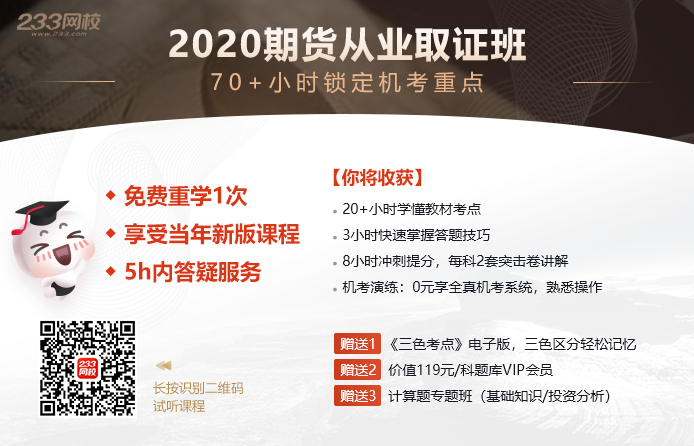 233网校
www.233.com
2020期货从业取证班
70+小时锁定机考重点
免费重学1次
享受当年新版课程
5h内答疑服务
【你将收获】
20+小时学懂教材考点
3小时快速掌握答题技巧
8小时冲刺提分，每科2套突击卷讲解
机考演练：0元享全真机考系统，熟悉操作
233网校
长按识别二维码
试听课程
赠送1 《三色考点》电子版，三色区分轻松记忆
赠送2 价值119元/科题库VIP会员
赠送3 计算题专题班（基础知识/投资分析）